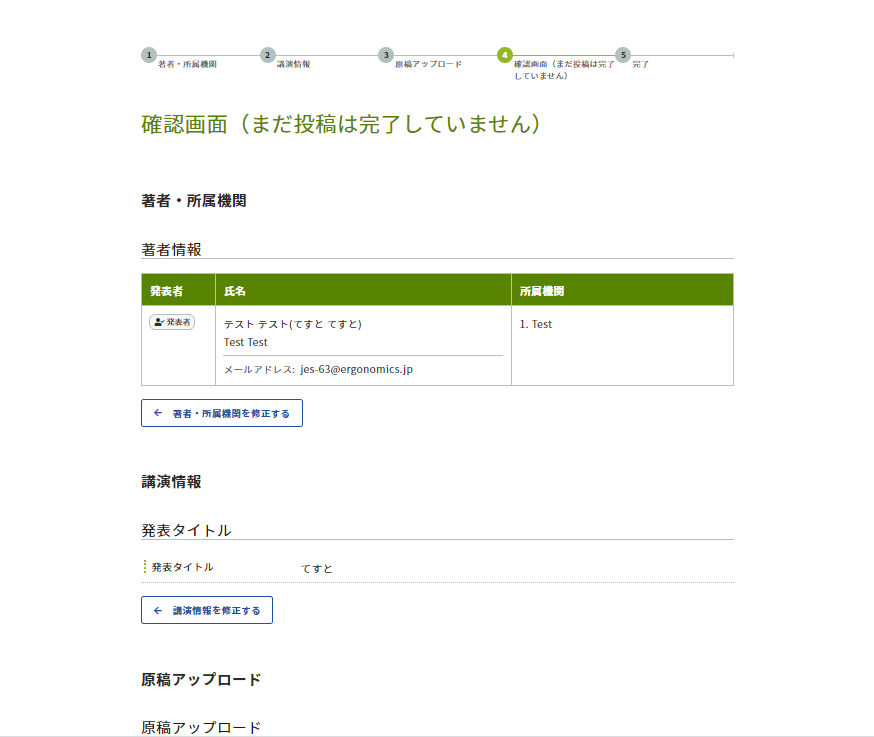 1
著者・所属機関
2
講演情報
3
原稿アップロード
4
確認画面（まだ投稿は完了
していません）
5
完了
確認画面（まだ投稿は完了していません）
著者・所属機関
著者情報
発表者 氏名 所属機関
発表者 テスト テスト(てすと てすと) 1. Test
Test Test
メールアドレス: jes-63@ergonomics.jp
← 著者・所属機関を修正する
講演情報
発表タイトル
発表タイトル てすと
← 講演情報を修正する
原稿アップロード
原稿アップロード